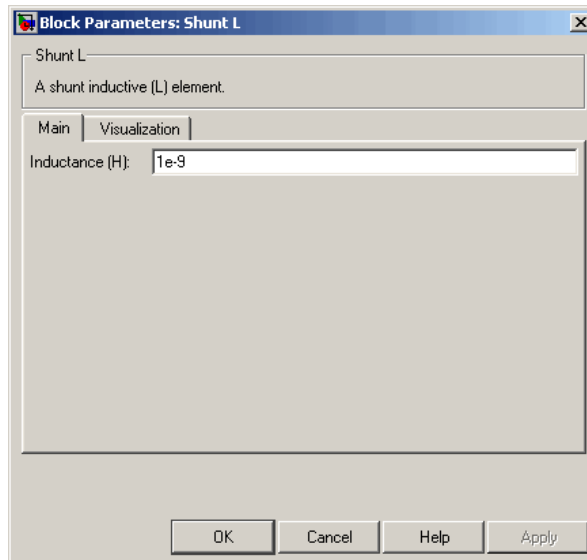 Block Parameters: Shunt L
Shunt L
A shunt inductive (L) element.
Main Visualization
Inductance (H): 1e-9
OK Cancel Help Apply